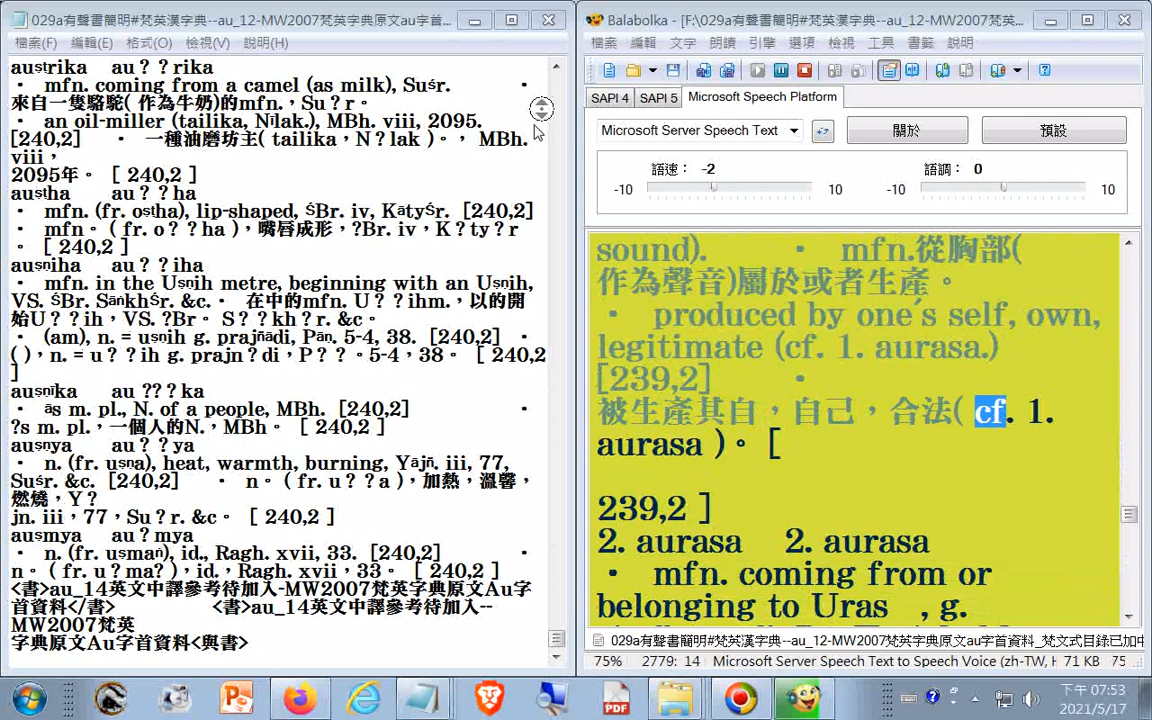 029a有聲書簡明#梵英漢字典--au_12-MW2007梵英字典原文au字首...
檔案(F) 編輯(E) 格式(O) 檢視(V) 說明(H)
auṣṭrika au？？rika
• mfn. coming from a camel (as milk), Suśr. •
來自一隻駱駝( 作為牛奶)的mfn.，Su？r。
• an oil-miller (tailika, Nīlak.), MBh. viii, 2095.
[240,2] • 一種油磨坊主( tailika，N？lak )。， MBh.
viii，
2095年。 [ 240,2 ]
auṣṭha au？？ha
• mfn. (fr. oṣṭha), lip-shaped, ŚBr. iv, KātyŚr. [240,2]
• mfn。( fr. o？？ha )，嘴唇成形，?Br. iv，K？ty？r
。 [ 240,2 ]
auṣṇiha au？？iha
• mfn. in the Uṣṇih metre, beginning with an Uṣṇih,
VS. ŚBr. ŚāṅkhŚr. &c. • 在中的mfn. U？？ihm.，以的開
始U？？ih，VS. ?Br。 S？？kh？r. &c。
• (am), n. = uṣṇih g. prajñādi, Pāṇ. 5-4, 38. [240,2] •
( )，n. = u？？ih g. prajn？di，P？？。5-4，38。 [ 240,2
]
auṣṇīka au？？？ka
• ās m. pl., N. of a people, MBh. [240,2] •
?s m. pl.，一個人的N.，MBh。 [ 240,2 ]
auṣṇya au？？ya
• n. (fr. uṣṇa), heat, warmth, burning, Yājñ. iii, 77,
Suśr. &c. [240,2] • n。( fr. u？？a )，加熱，溫馨，
燃燒，Y？
jn. iii，77，Su？r. &c。 [ 240,2 ]
auṣmya au？mya
• n. (fr. uṣman), id., Ragh. xvii, 33. [240,2] •
n。( fr. u？ma? )，id.，Ragh. xvii，33。 [ 240,2 ]
<書>au_14英文中譯參考待加入-MW2007梵英字典原文Au字
首資料</書> <書>au_14英文中譯參考待加入--
MW2007梵英
字典原文Au字首資料<與書>
Balabolka - [F:\029a有聲書簡明#梵英漢字典--au_12-MW2007梵英...
檔案 編輯 文字 朗讀 引擎 選項 檢視 工具 書籤 說明
SAPI 4 SAPI 5 Microsoft Speech Platform
Microsoft Server Speech Text 關於 預設
語速： -2 語調： 0
-10 10 -10 10
sound). • mfn.從胸部(
作為聲音)屬於或者生產。
• produced by one's self, own,
legitimate (cf. 1. aurasa.)
[239,2] •
被生產其自，自己，合法( cf. 1.
aurasa )。 [
239,2 ]
2. aurasa 2. aurasa
• mfn. coming from or
belonging to Uras , g.
029a有聲書簡明#梵英漢字典--au_12-MW2007梵英字典原文au字首資料_梵文式目錄已加中
75% 2779: 14 Microsoft Server Speech Text to Speech Voice (zh-TW, H 71 KB 75
PDF
下午 07:53
2021/5/17